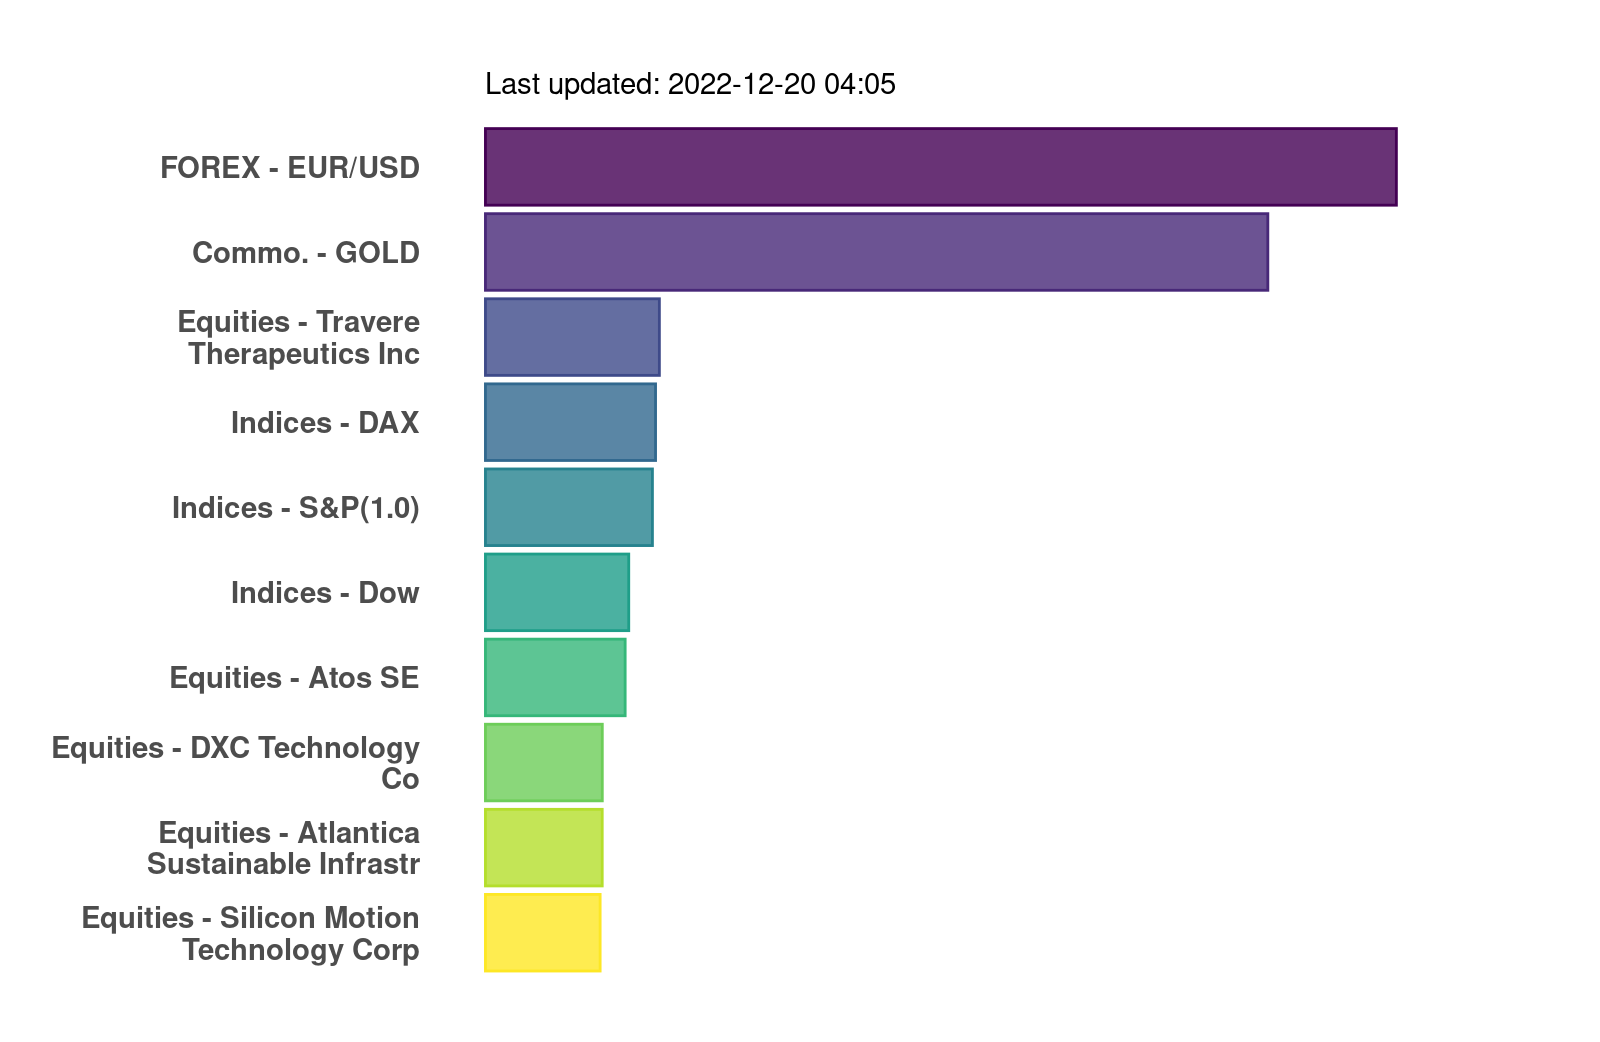 Last updated: 2022-12-20 04:05
FOREX - EUR/USD
Commo. - GOLD
Equities - Travere
Therapeutics Inc
Indices - DAX
Indices - S&P(1.0)
Indices - Dow
Equities - Atos SE
Equities - DXC Technology
Co
Equities - Atlantica
Sustainable Infrastr
Equities - Silicon Motion
Technology Corp